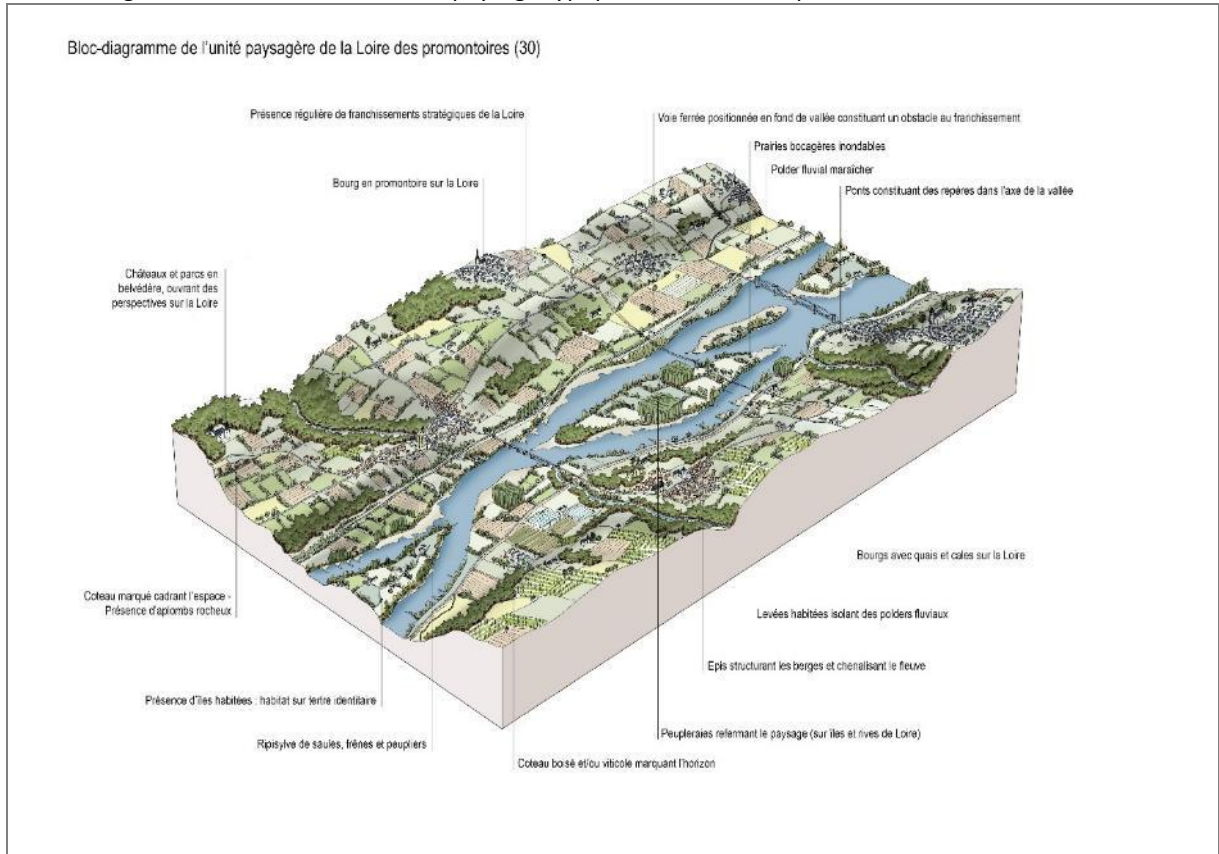 Bloc-diagramme de l'unité paysagère de la Loire des promontoires (30)
Présence régulière de franchissements stratégiques de la Loire
Voie ferrée positionnée en fond de vallée constituant un obstacle au franchissement
Prairies bocagères inondables
Polder fluvial maraîcher
Bourg en promontoire sur la Loire
Ponts constituant des repères dans l'axe de la vallée
Châteaux et parcs en
belvédère, ouvrant des
perspectives sur la Loire
Bourgs avec quais et cales sur la Loire
Coteau marqué cadrant l'espace -
Présence d'aplombs rocheux
Levées habitées isolant des polders fluviaux
Epis structurant les berges et chenalisant le fleuve
Présence d'îles habitées : habitat sur tertre identitaire
Peupleraies refermant le paysage (sur îles et rives de Loire)
Ripisylve de saules, frênes et peupliers
Coteau boisé et/ou viticole marquant l'horizon